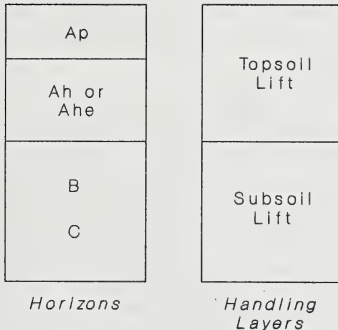 Ap
Ah or
Ahe
B
C
Horizons
Topsoil
Lift
Subsoil
Lift
Handling
Layers